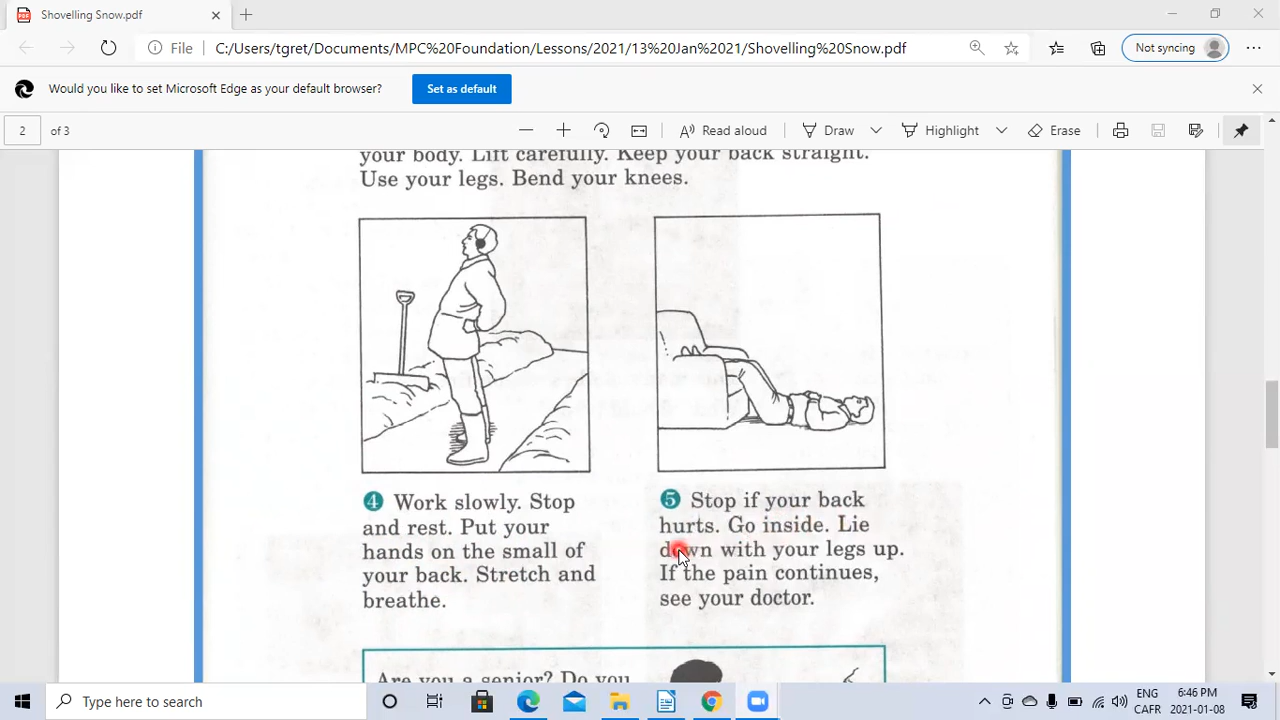 Shovelling Snow.pdf
File
C:/Users/tgret/Documents/MPC%20Foundation/Lessons/2021/13%20Jan%2021/Shovelling%20Snow.pdf
Not syncing
Would you like to set Microsoft Edge as your default browser?
Set as default
2 of 3
Read aloud
Draw
Highlight
Erase
your body. Lift carefully. Keep your back straight.
Use your legs. Bend your knees.
4 Work slowly. Stop
and rest. Put your
hands on the small of
your back. Stretch and
breathe.
5 Stop if your back
hurts. Go inside. Lie
down with your legs up.
If the pain continues,
see your doctor.
Are you a senior? Do you
Type here to search
ENG
CAFR
6:46 PM
2021-01-08